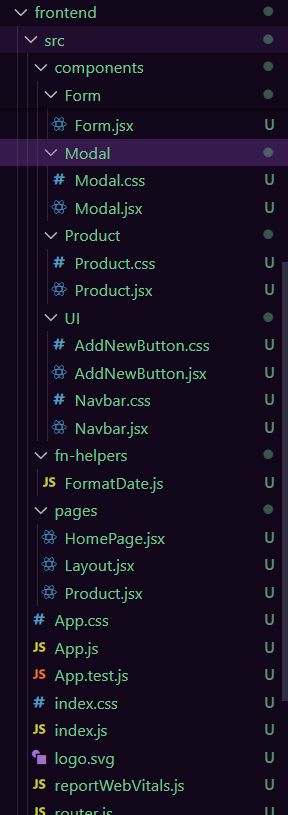 frontend
src
components
Form
Form.jsx U
Modal
# Modal.css U
Modal.jsx U
Product
# Product.css U
Product.jsx U
UI
# AddNewButton.css U
AddNewButton.jsx U
# Navbar.css U
Navbar.jsx U
fn-helpers
JS FormatDate.js U
pages
HomePage.jsx U
Layout.jsx U
Product.jsx U
# App.css U
JS App.js U
JS App.test.js U
# index.css U
JS index.js U
logo.svg U
JS reportWebVitals.js U
JS router.js U